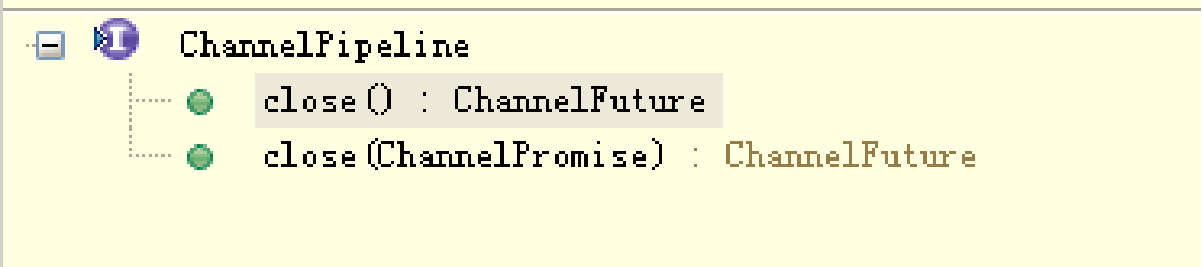 ChannelPipeline
close() : ChannelFuture
close(ChannelPromise) : ChannelFuture